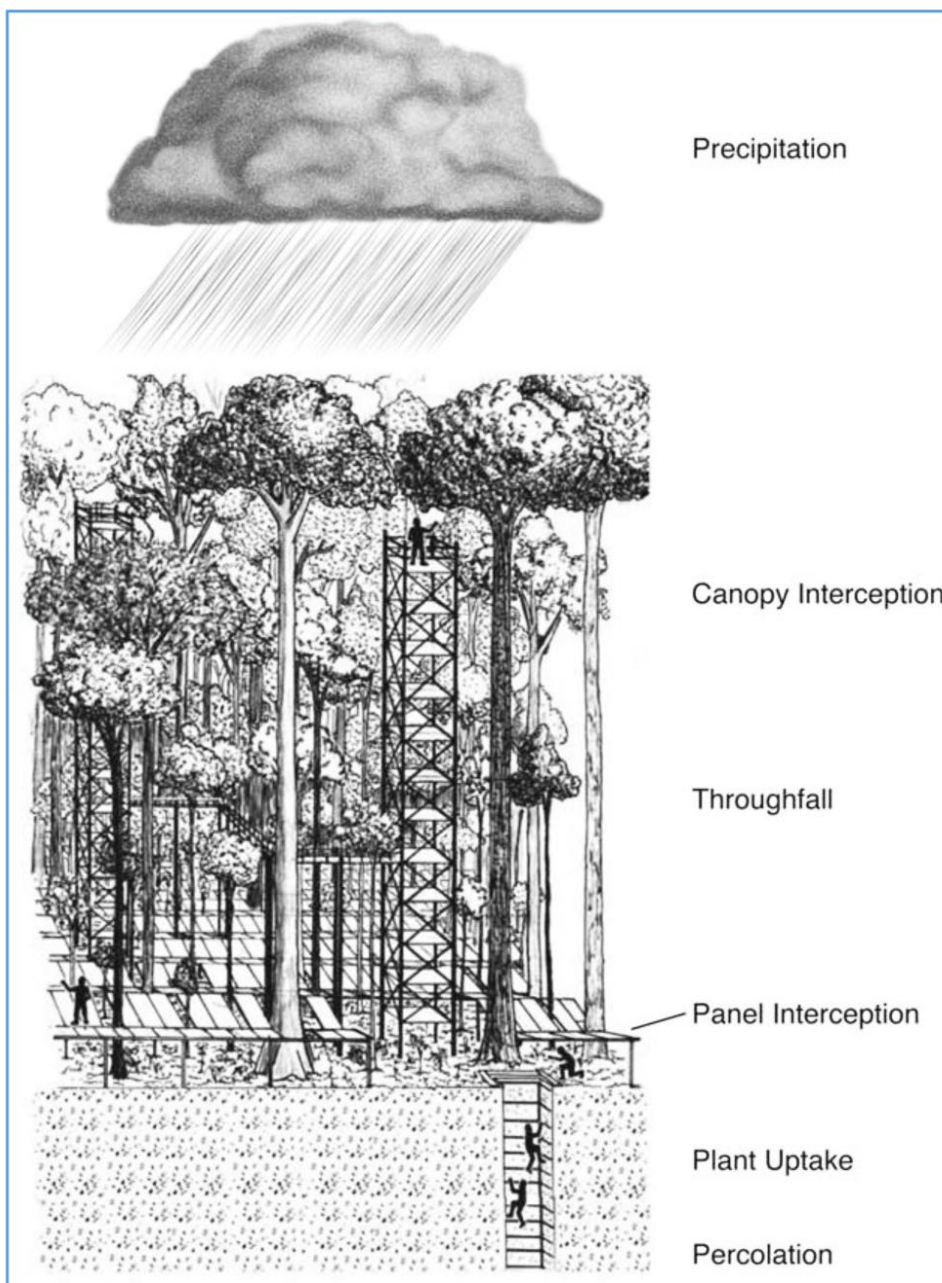 Precipitation
Canopy Interception
Throughfall
Panel Interception
Plant Uptake
Percolation